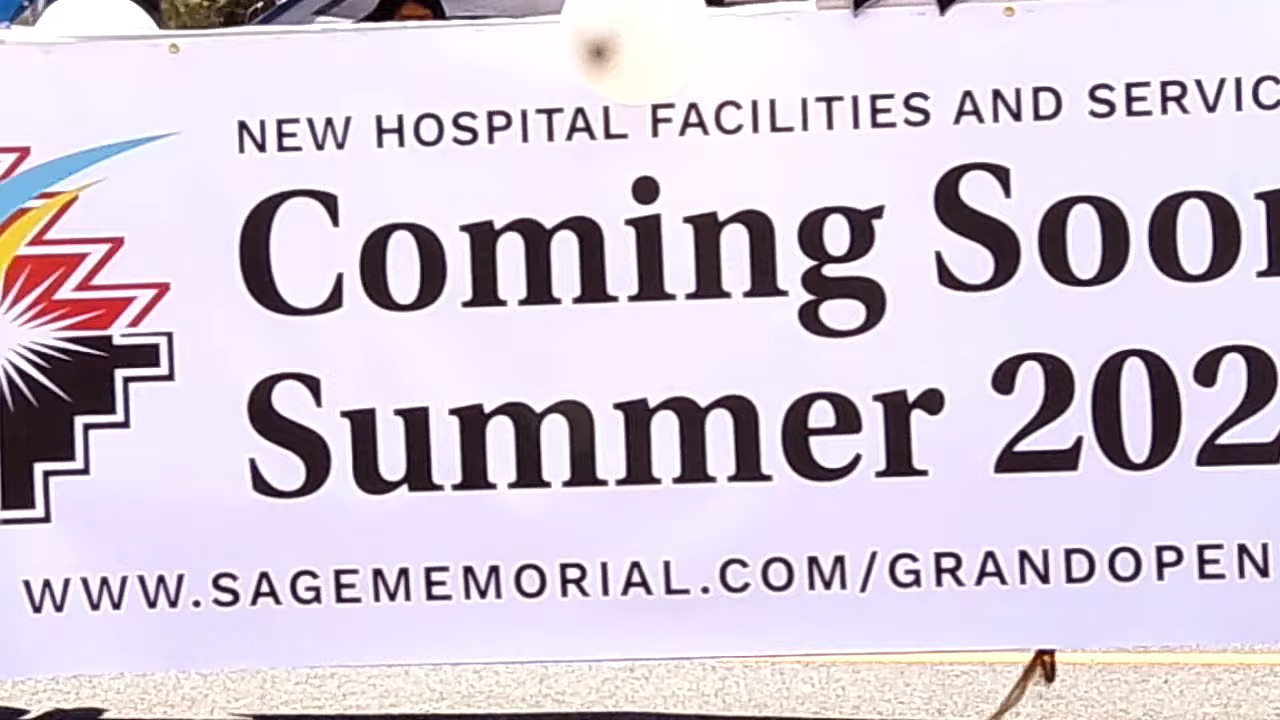 NEW HOSPITAL FACILITIES AND SERVIC
Coming Soon
Summer 202
WWW.SAGEMEMORIAL.COM/GRANDOPEN